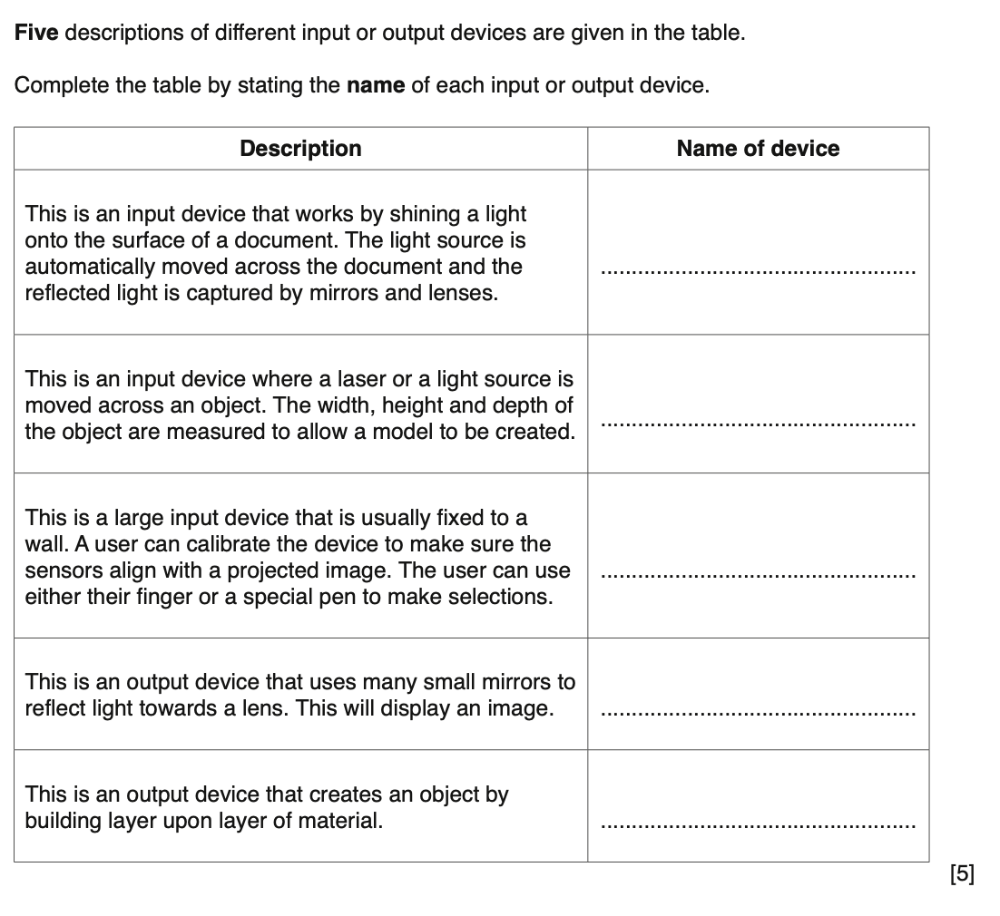 Five descriptions of different input or output devices are given in the table.
Complete the table by stating the name of each input or output device.
Description
Name of device
This is an input device that works by shining a light
onto the surface of a document. The light source is
automatically moved across the document and the
reflected light is captured by mirrors and lenses.
..................................................
This is an input device where a laser or a light source is
moved across an object. The width, height and depth of
the object are measured to allow a model to be created.
..................................................
This is a large input device that is usually fixed to a
wall. A user can calibrate the device to make sure the
sensors align with a projected image. The user can use
either their finger or a special pen to make selections.
..................................................
This is an output device that uses many small mirrors to
reflect light towards a lens. This will display an image.
..................................................
This is an output device that creates an object by
building layer upon layer of material.
..................................................
[5]